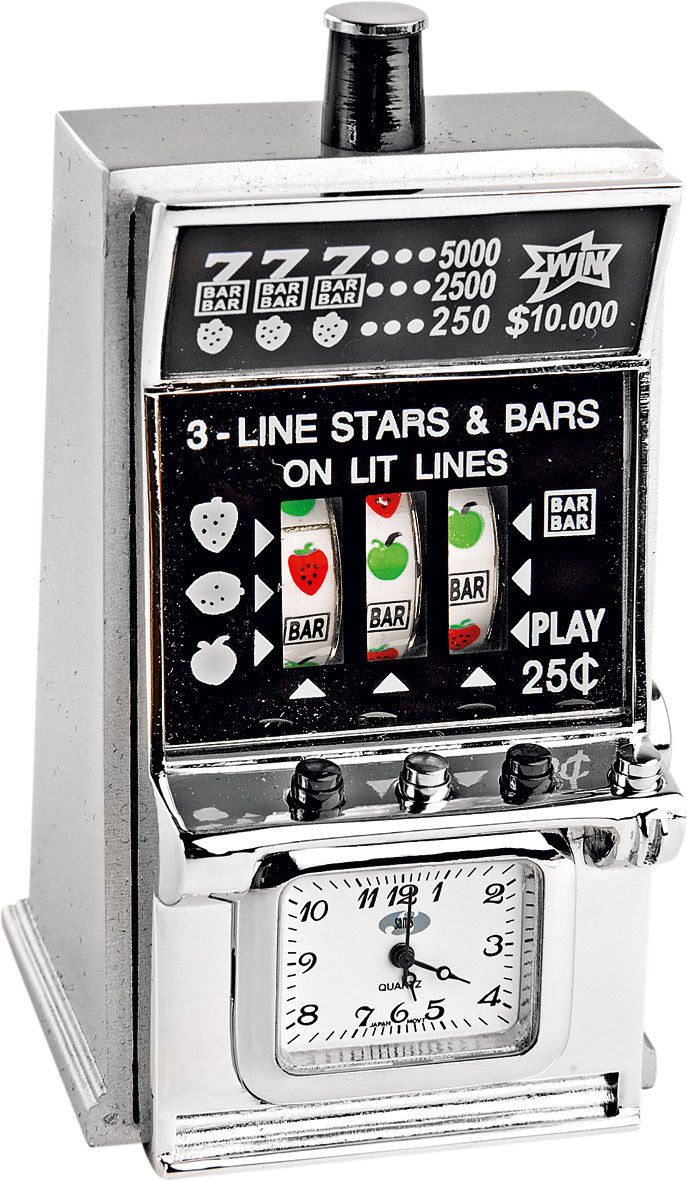 777 ●●● 5000
BAR BAR BAR ●●● 2500
BAR BAR BAR
●●● 250
WIN
$10.000
3-LINE STARS & BARS
ON LIT LINES
BAR
BAR
BAR
BAR
BAR
PLAY
25¢
¢
10 11 12 1 2
9 3
8 7 6 5 4
QUARTZ
JAPAN MOVT